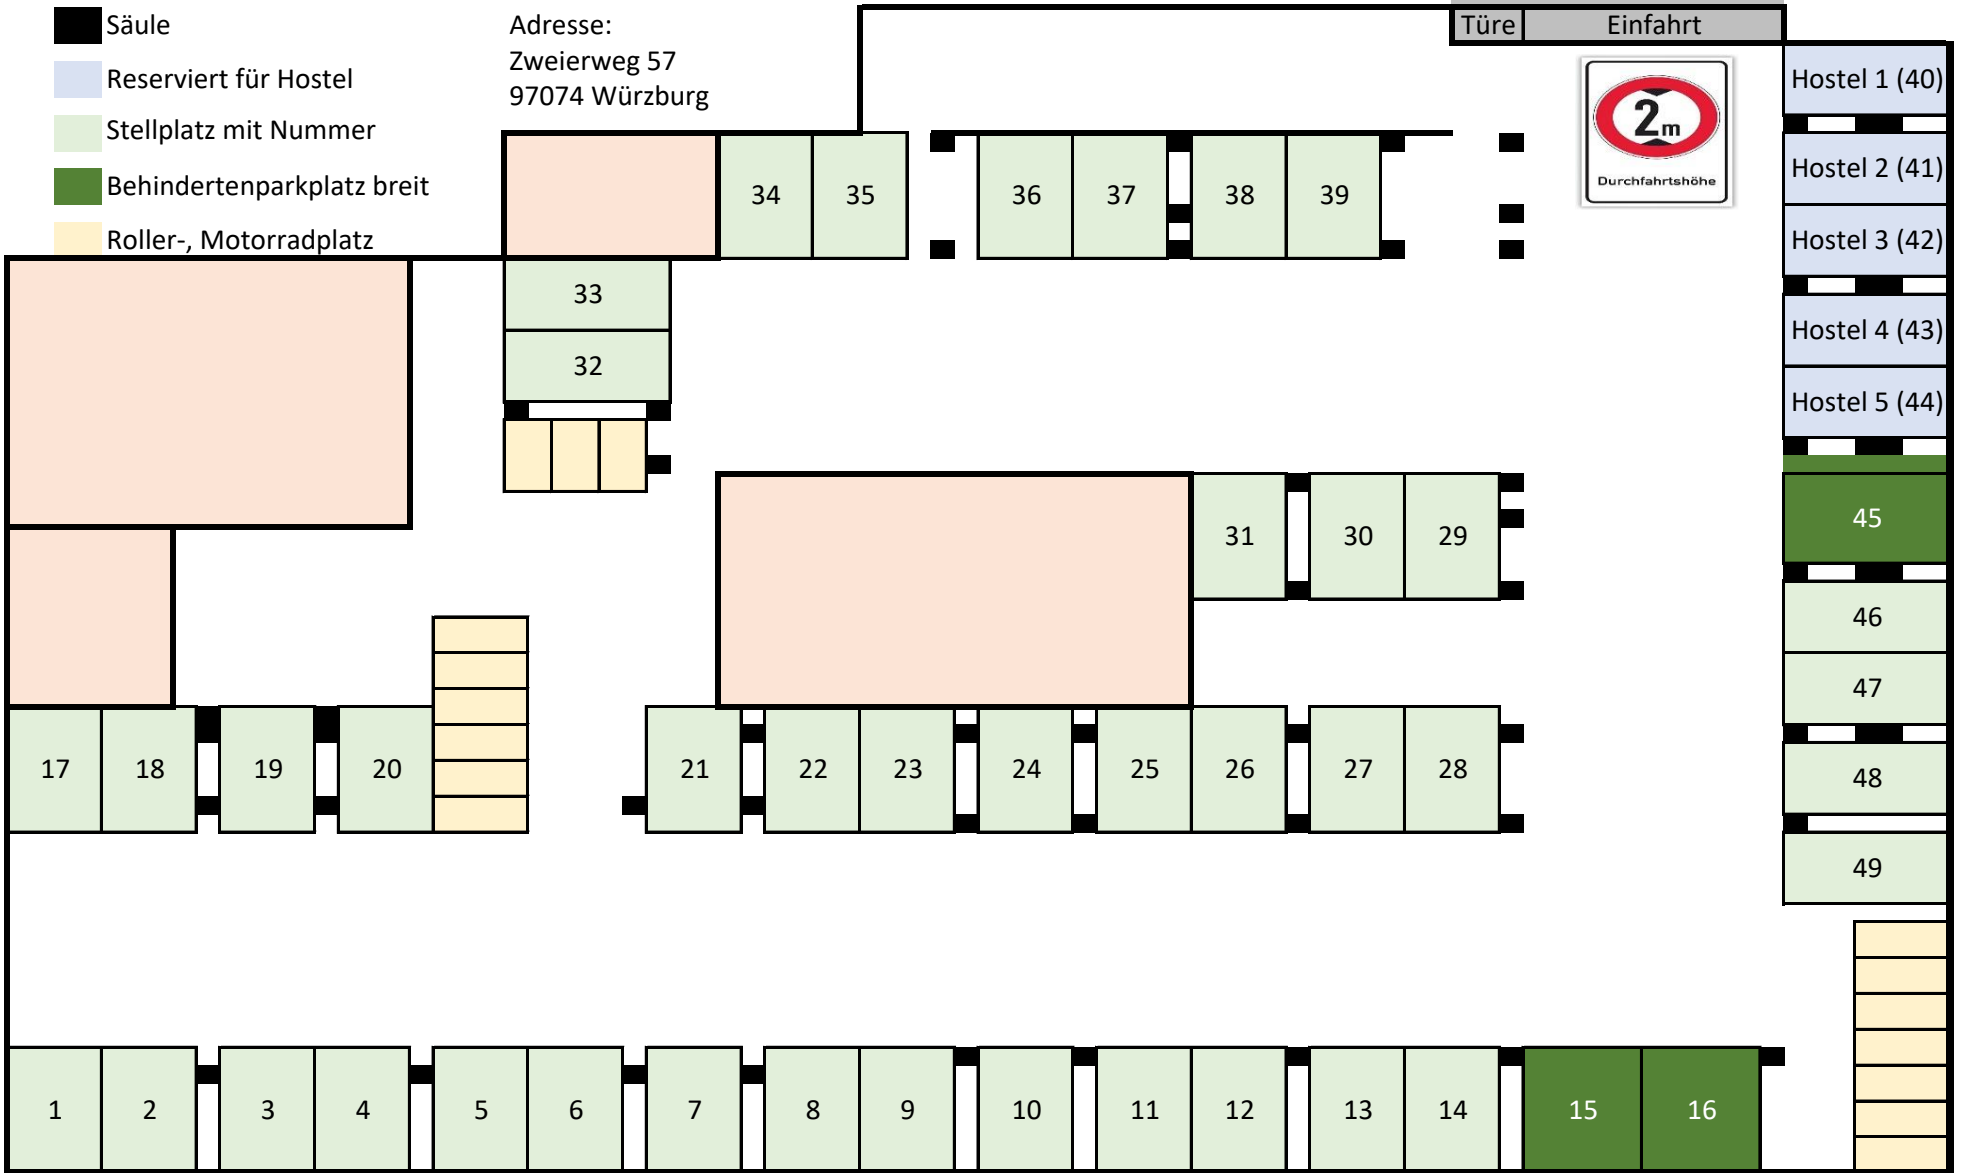 Säule
Reserviert für Hostel
Stellplatz mit Nummer
Behindertenparkplatz breit
Roller-, Motorradplatz
Adresse:
Zweierweg 57
97074 Würzburg
Türe Einfahrt
2m
Durchfahrtshöhe
Hostel 1 (40)
Hostel 2 (41)
Hostel 3 (42)
Hostel 4 (43)
Hostel 5 (44)
34 35 36 37 38 39
33
32
31 30 29
45
46
47
48
49
17 18 19 20 21 22 23 24 25 26 27 28
1 2 3 4 5 6 7 8 9 10 11 12 13 14 15 16